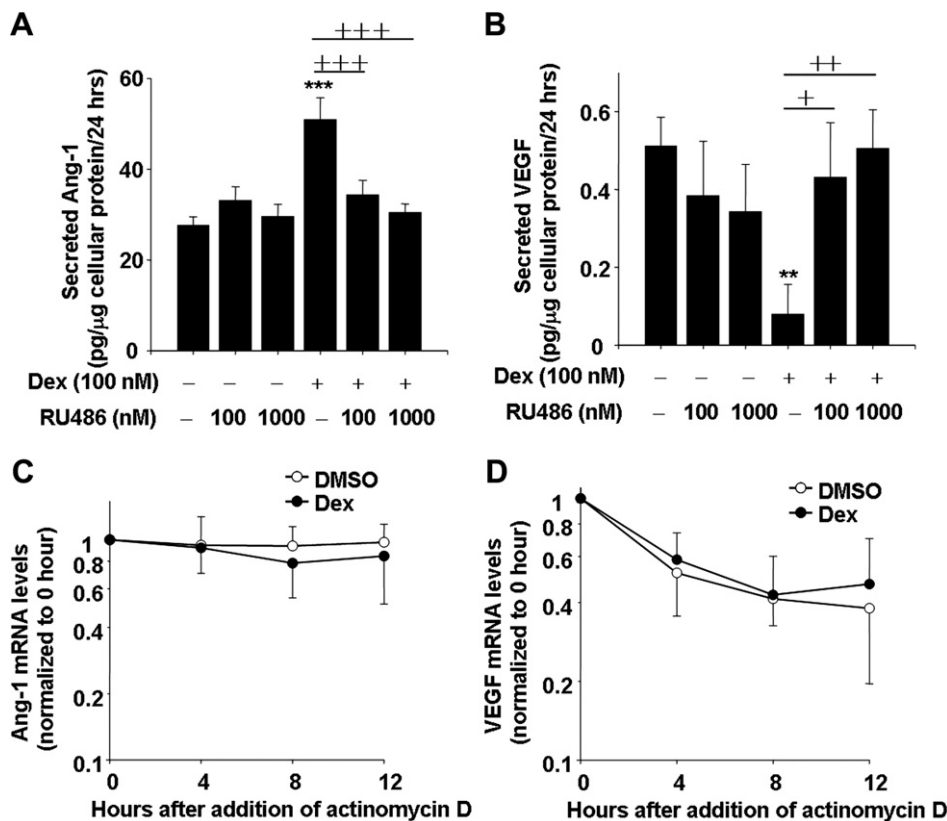 A
+++
+++
***
60
40
20
0
Secreted Ang-1
(pg/µg cellular protein/24 hrs)
Dex (100 nM) – – – + + +
RU486 (nM) – 100 1000 – 100 1000
B
++
+
**
0.6
0.4
0.2
0
Secreted VEGF
(pg/µg cellular protein/24 hrs)
Dex (100 nM) – – – + + +
RU486 (nM) – 100 1000 – 100 1000
C
DMSO
Dex
1
0.8
0.6
0.4
0.2
0.1
Ang-1 mRNA levels
(normalized to 0 hour)
0 4 8 12
Hours after addition of actinomycin D
D
DMSO
Dex
1
0.6
0.4
0.2
0.1
VEGF mRNA levels
(normalized to 0 hour)
0 4 8 12
Hours after addition of actinomycin D